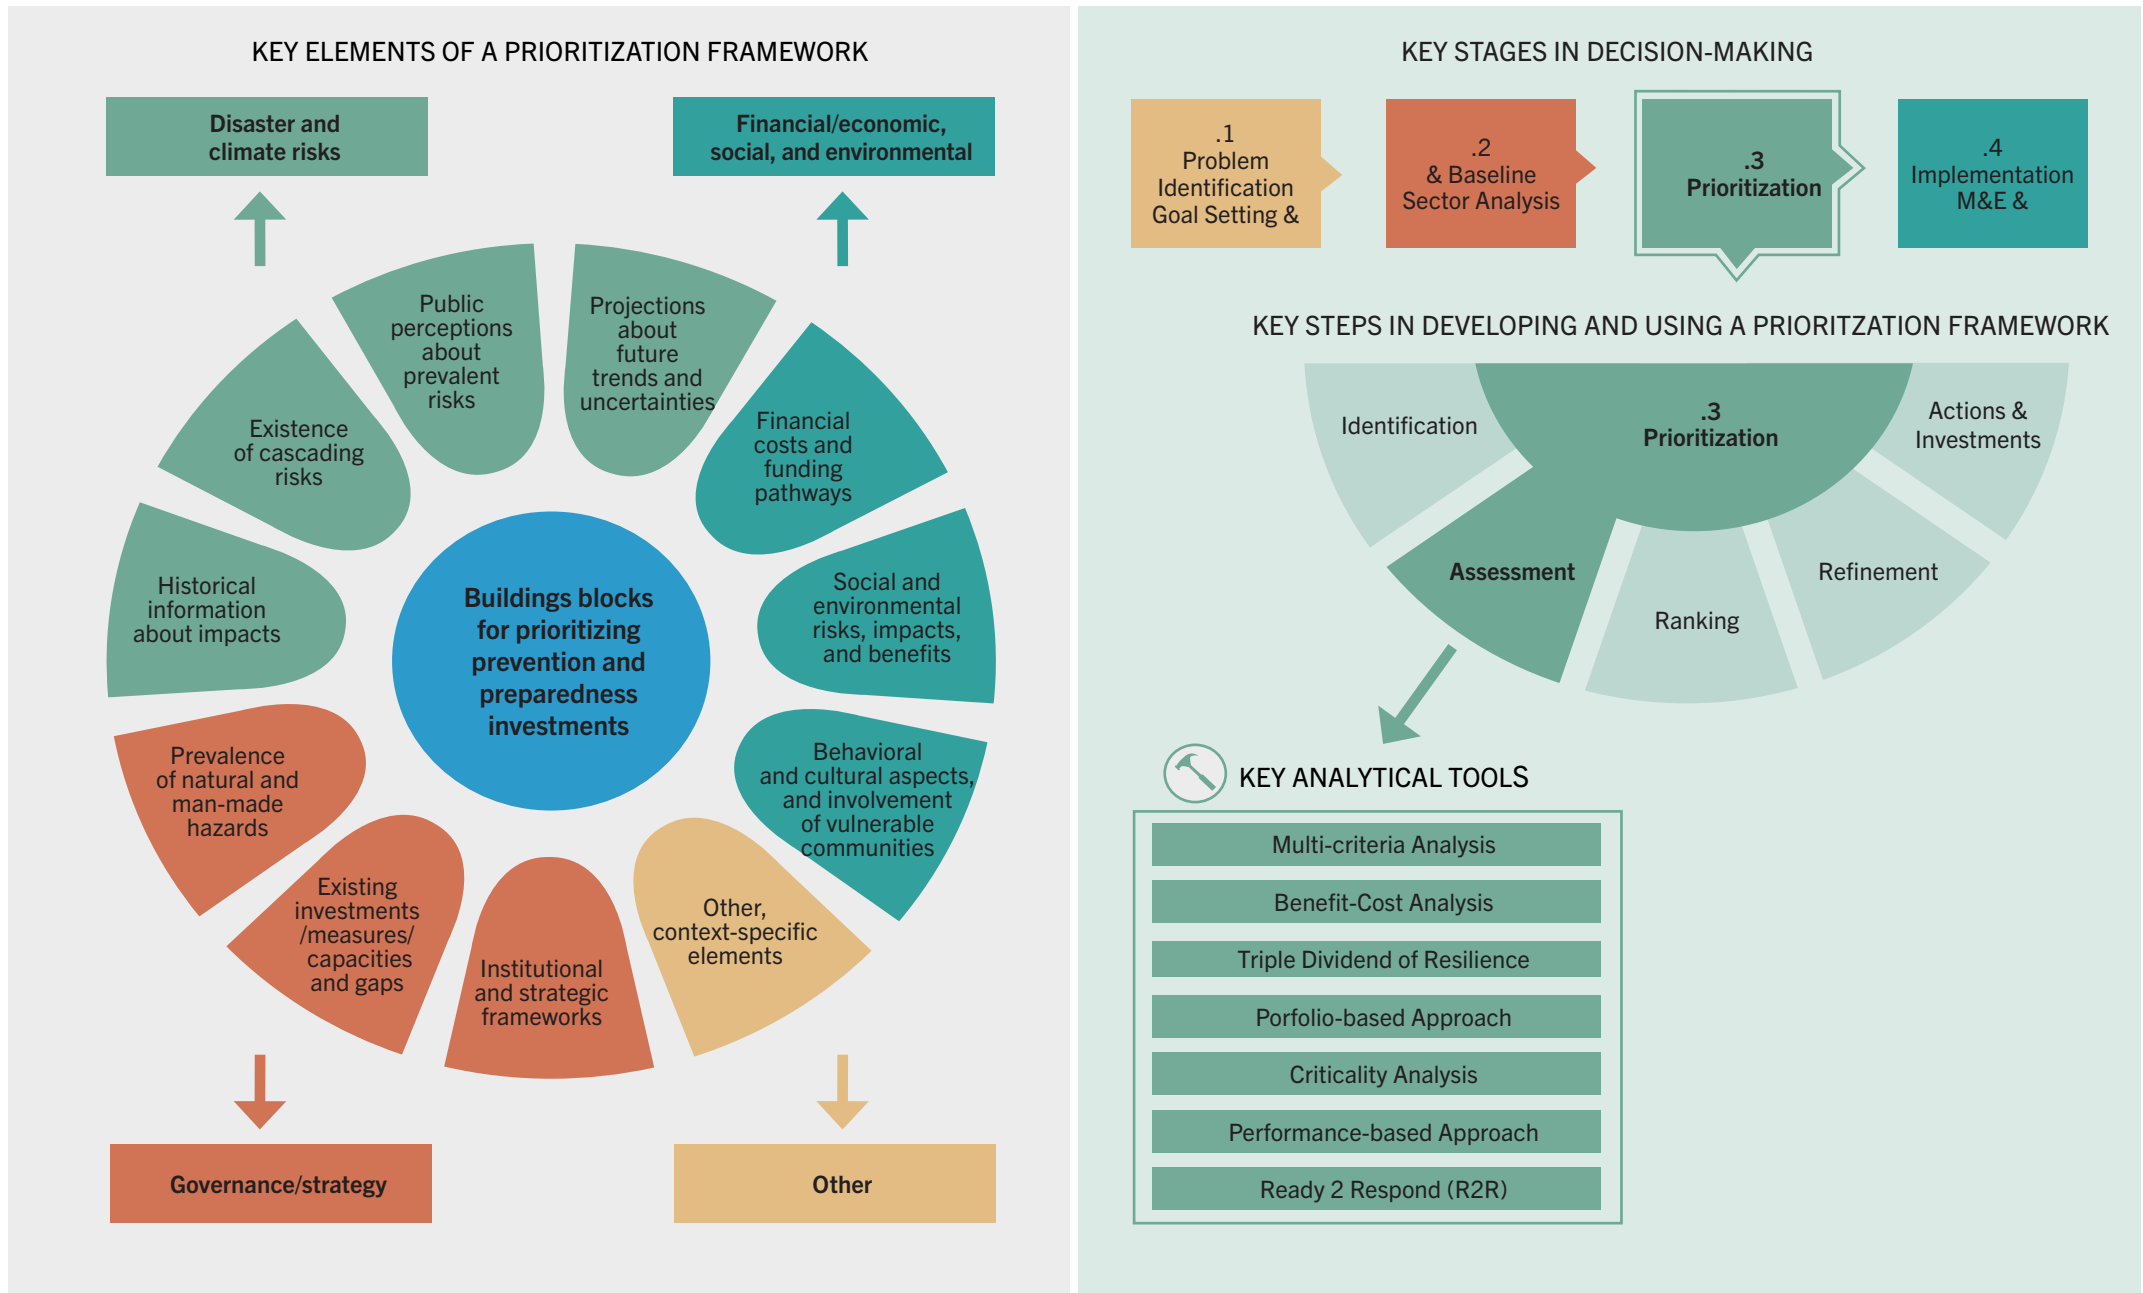 KEY ELEMENTS OF A PRIORITIZATION FRAMEWORK
Disaster and
climate risks
Financial/economic,
social, and environmental
Public
perceptions
about
prevalent
risks
Projections
about
future
trends and
uncertainties
Existence
of cascading
risks
Financial
costs and
funding
pathways
Historical
information
about impacts
Buildings blocks
for prioritizing
prevention and
preparedness
investments
Social and
environmental
risks, impacts,
and benefits
Prevalence
of natural and
man-made
hazards
Behavioral
and cultural aspects,
and involvement
of vulnerable
communities
Existing
investments
/measures/
capacities
and gaps
Institutional
and strategic
frameworks
Other,
context-specific
elements
Governance/strategy
Other
KEY STAGES IN DECISION-MAKING
.1
Problem
Identification
Goal Setting &
.2
& Baseline
Sector Analysis
.3
Prioritization
.4
Implementation
M&E &
KEY STEPS IN DEVELOPING AND USING A PRIORITZATION FRAMEWORK
Identification
.3
Prioritization
Actions &
Investments
Assessment
Ranking
Refinement
KEY ANALYTICAL TOOLS
Multi-criteria Analysis
Benefit-Cost Analysis
Triple Dividend of Resilience
Porfolio-based Approach
Criticality Analysis
Performance-based Approach
Ready 2 Respond (R2R)